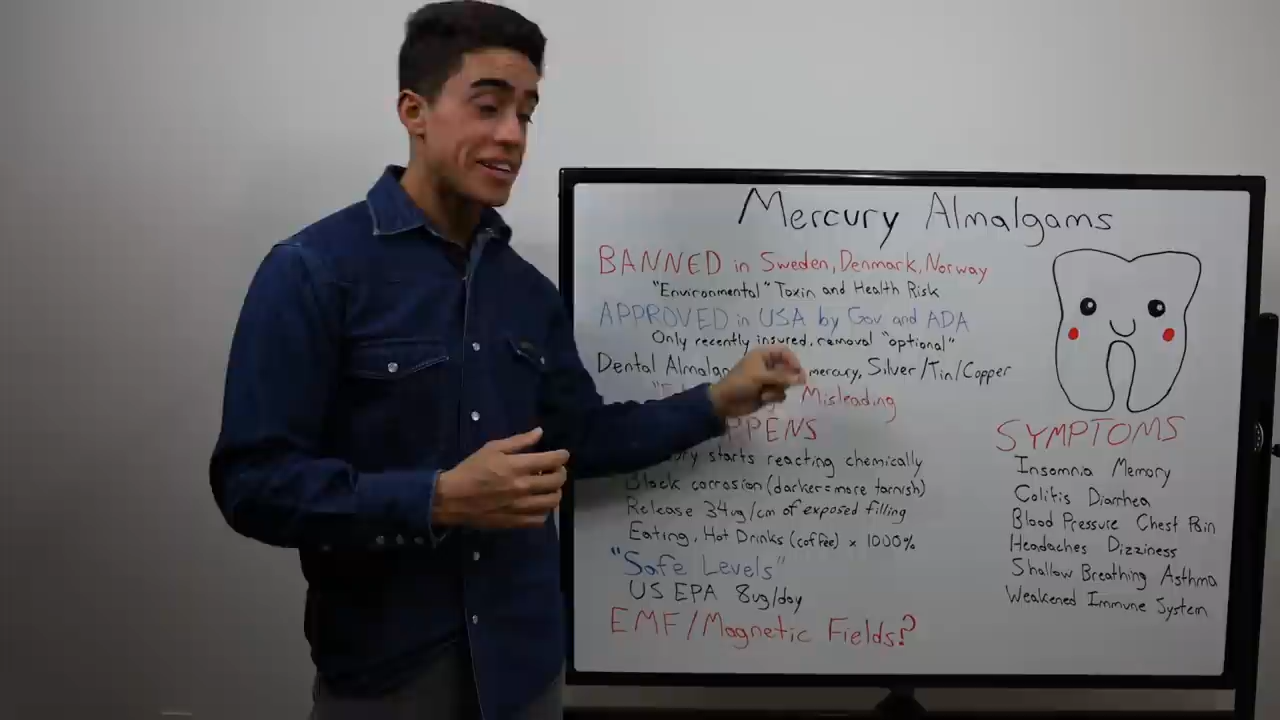 Mercury Almalgams
BANNED in Sweden, Denmark, Norway
"Environmental" Toxin and Health Risk
APPROVED in USA by Gov and ADA
Only recently insured, removal "optional"
Dental Almalga mercury, Silver/Tin/Copper
Misleading
PPENS
starts reacting chemically
Black corrosion (darker=more tarnish)
Release 34ug/cm of exposed filling
Eating, Hot Drinks (coffee) x 1000%
"Safe Levels"
US EPA 8ug/day
EMF/Magnetic Fields?
SYMPTOMS
Insomnia Memory
Colitis Diarrhea
Blood Pressure Chest Pain
Headaches Dizziness
Shallow Breathing Asthma
Weakened Immune System